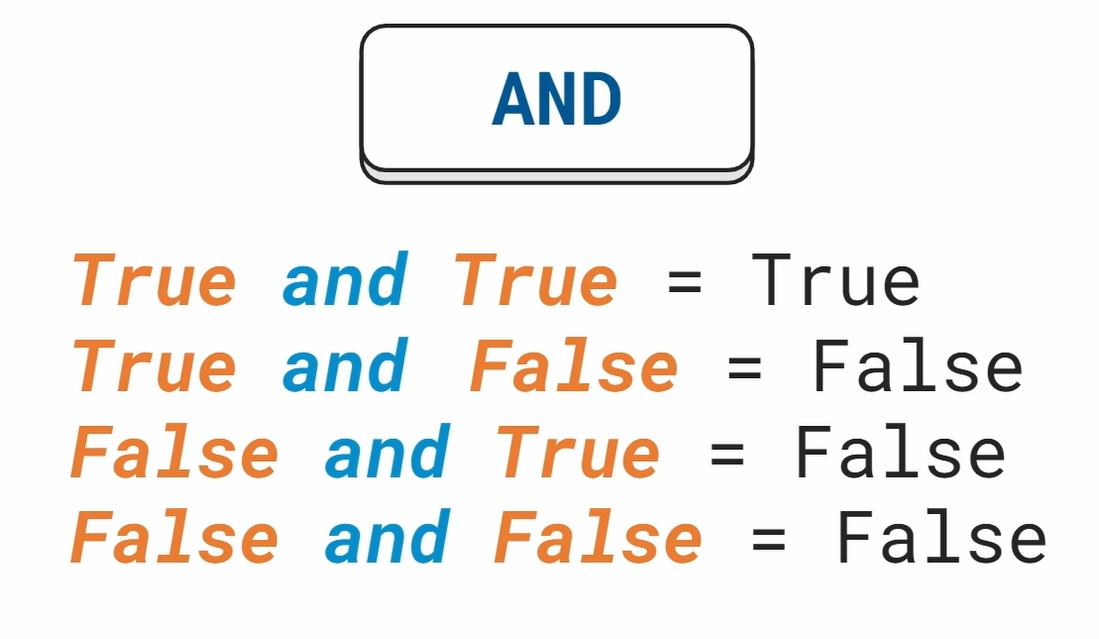 AND
True and True = True
True and False = False
False and True = False
False and False = False